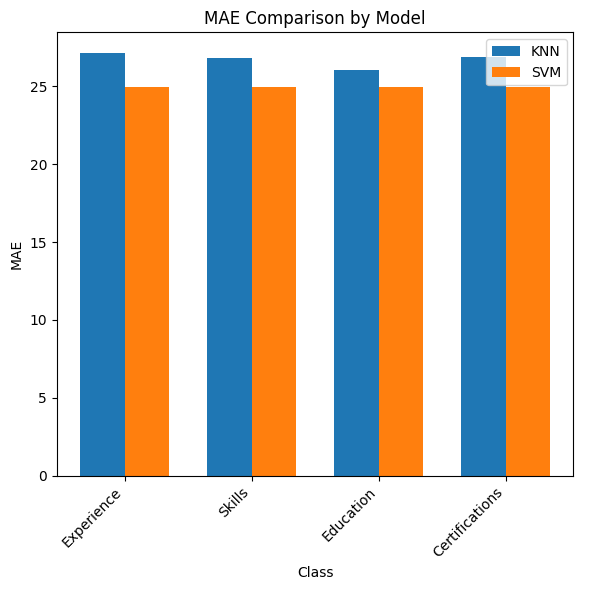 MAE Comparison by Model
KNN
SVM
MAE
25
20
15
10
5
0
Experience
Skills
Education
Certifications
Class